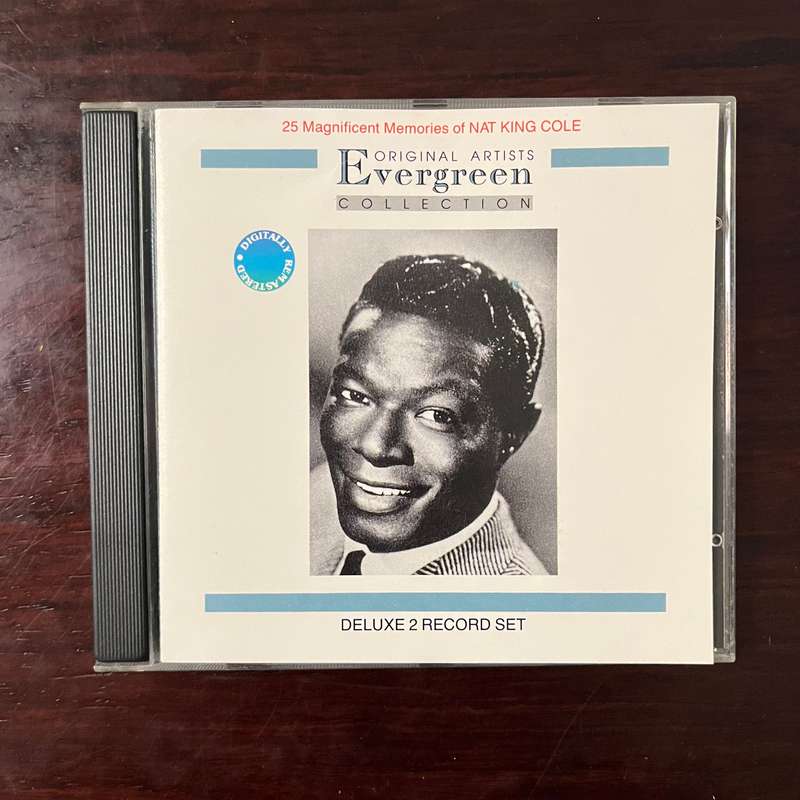 25 Magnificent Memories of NAT KING COLE
ORIGINAL ARTISTS
Evergreen
COLLECTION
DIGITALLY REMASTERED
DELUXE 2 RECORD SET